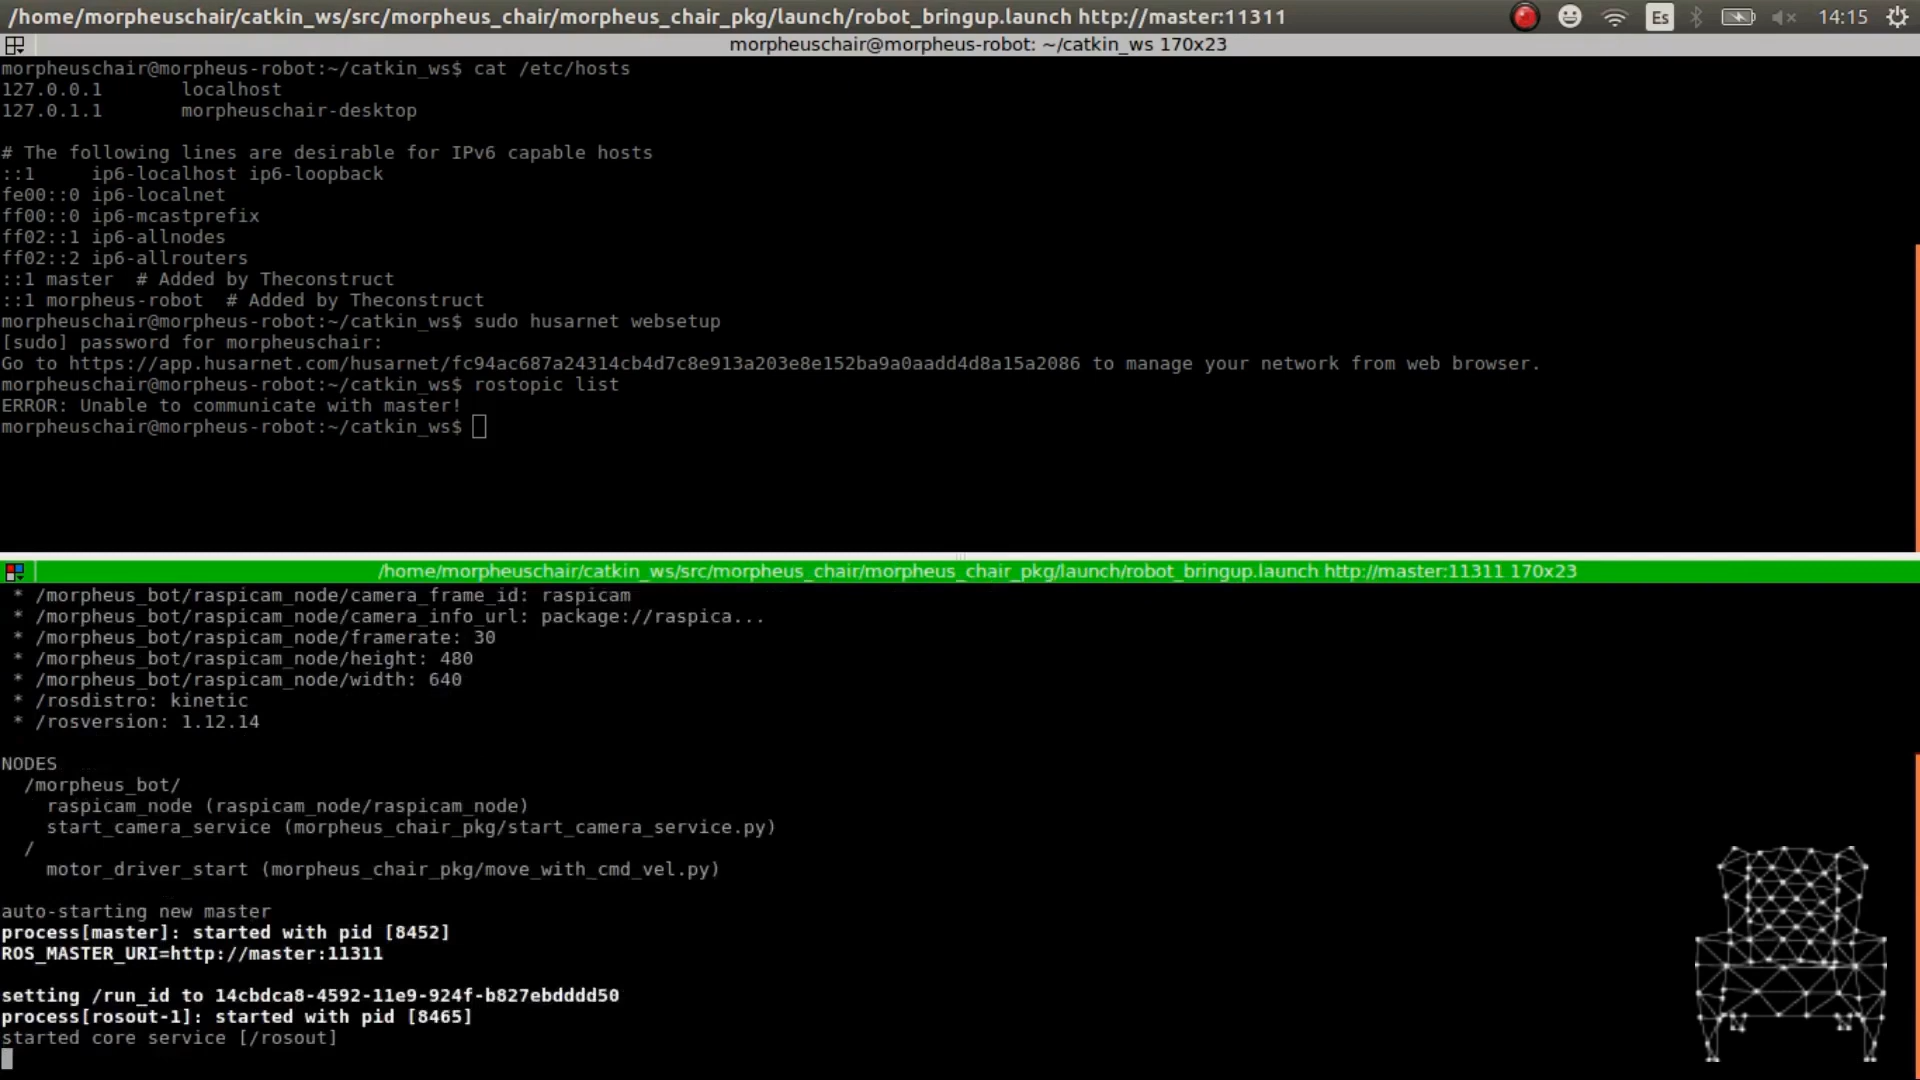 /home/morpheuschair/catkin_ws/src/morpheus_chair/morpheus_chair_pkg/launch/robot_bringup.launch http://master:11311
Es
14:15
morpheuschair@morpheus-robot: ~/catkin_ws 170x23
morpheuschair@morpheus-robot:~/catkin_ws$ cat /etc/hosts
127.0.0.1       localhost
127.0.1.1       morpheuschair-desktop
# The following lines are desirable for IPv6 capable hosts
::1     ip6-localhost ip6-loopback
fe00::0 ip6-localnet
ff00::0 ip6-mcastprefix
ff02::1 ip6-allnodes
ff02::2 ip6-allrouters
::1 master  # Added by Theconstruct
::1 morpheus-robot  # Added by Theconstruct
morpheuschair@morpheus-robot:~/catkin_ws$ sudo husarnet websetup
[sudo] password for morpheuschair:
Go to https://app.husarnet.com/husarnet/fc94ac687a24314cb4d7c8e913a203e8e152ba9a0aadd4d8a15a2086 to manage your network from web browser.
morpheuschair@morpheus-robot:~/catkin_ws$ rostopic list
ERROR: Unable to communicate with master!
morpheuschair@morpheus-robot:~/catkin_ws$
/home/morpheuschair/catkin_ws/src/morpheus_chair/morpheus_chair_pkg/launch/robot_bringup.launch http://master:11311 170x23
* /morpheus_bot/raspicam_node/camera_frame_id: raspicam
* /morpheus_bot/raspicam_node/camera_info_url: package://raspica...
* /morpheus_bot/raspicam_node/framerate: 30
* /morpheus_bot/raspicam_node/height: 480
* /morpheus_bot/raspicam_node/width: 640
* /rosdistro: kinetic
* /rosversion: 1.12.14
NODES
/morpheus_bot/
raspicam_node (raspicam_node/raspicam_node)
start_camera_service (morpheus_chair_pkg/start_camera_service.py)
/
motor_driver_start (morpheus_chair_pkg/move_with_cmd_vel.py)
auto-starting new master
process[master]: started with pid [8452]
ROS_MASTER_URI=http://master:11311
setting /run_id to 14cbdca8-4592-11e9-924f-b827ebdddd50
process[rosout-1]: started with pid [8465]
started core service [/rosout]